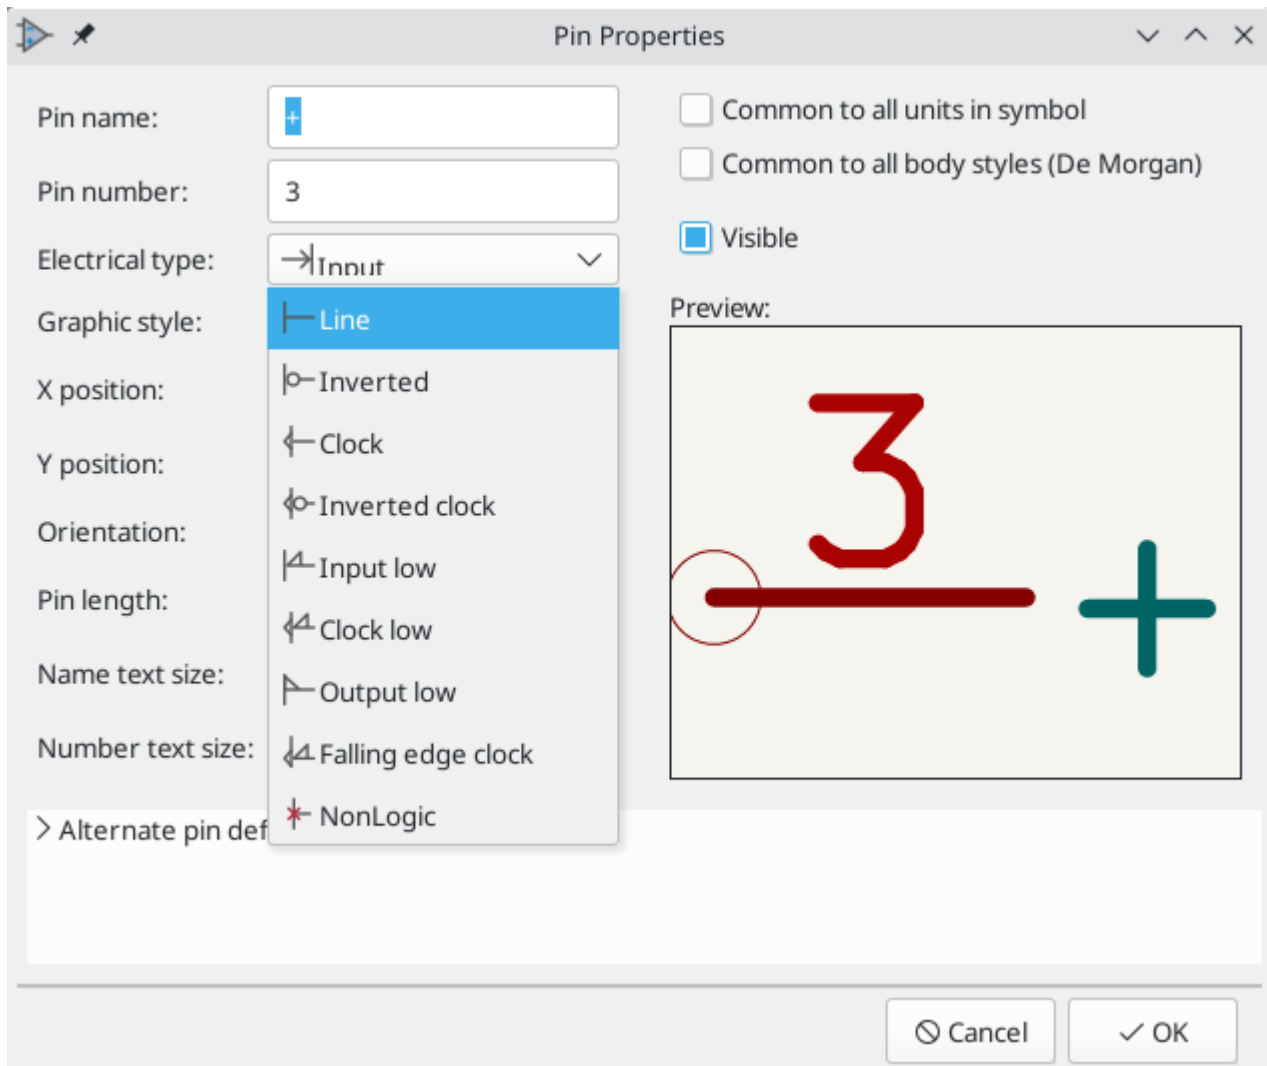 Pin Properties
Pin name:
+
Pin number:
3
Electrical type:
Input
Graphic style:
Line
Inverted
Clock
Inverted clock
Input low
Clock low
Output low
Falling edge clock
NonLogic
X position:
Y position:
Orientation:
Pin length:
Name text size:
Number text size:
Common to all units in symbol
Common to all body styles (De Morgan)
Visible
Preview:
3
+
Alternate pin def
Cancel
OK